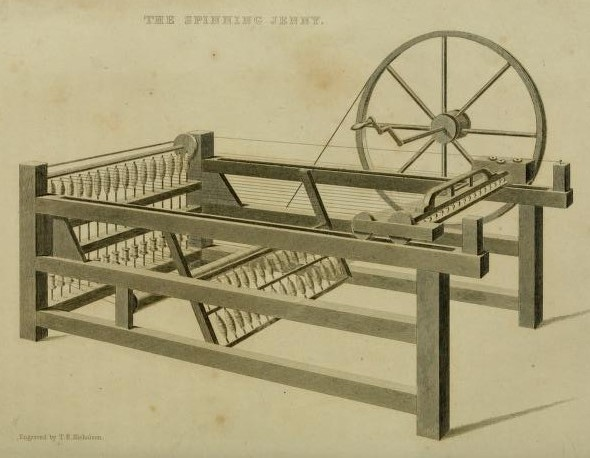 THE SPINNING JENNY.
Engraved by T.E.Nicholson.